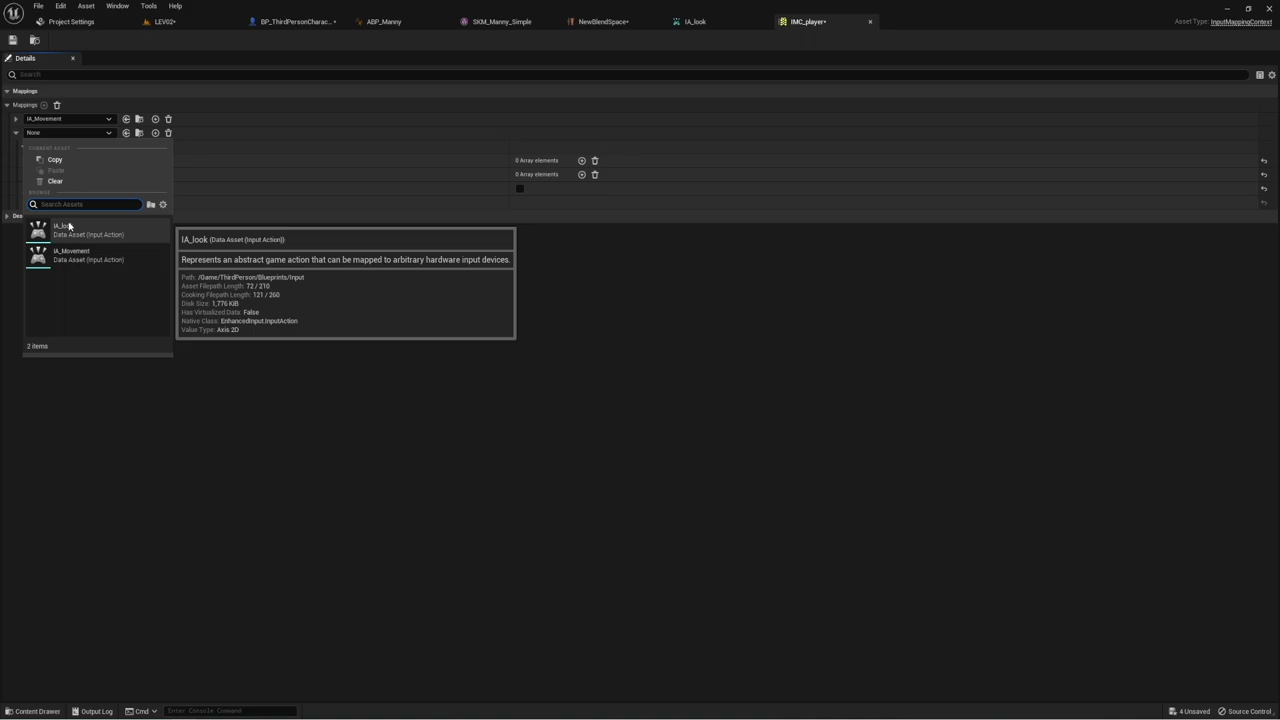 File Edit Asset Window Tools Help
Project Settings LEV02• BP_ThirdPersonCharac...• ABP_Manny SKM_Manny_Simple NewBlendSpace• IA_look IMC_player• Asset Type: InputMappingContext
Details
Search
Mappings
Mappings
IA_Movement
None
CURRENT ASSET
Copy
Paste
Clear
BROWSE
Search Assets
0 Array elements
0 Array elements
Des
IA_look
Data Asset (Input Action)
IA_Movement
Data Asset (Input Action)
2 items
IA_look (Data Asset (Input Action))
Represents an abstract game action that can be mapped to arbitrary hardware input devices.
Path: /Game/ThirdPerson/Blueprints/Input
Asset Filepath Length: 72 / 210
Cooking Filepath Length: 121 / 260
Disk Size: 1,776 KiB
Has Virtualized Data: False
Native Class: EnhancedInput.InputAction
Value Type: Axis 2D
Content Drawer Output Log Cmd Enter Console Command 4 Unsaved Source Control